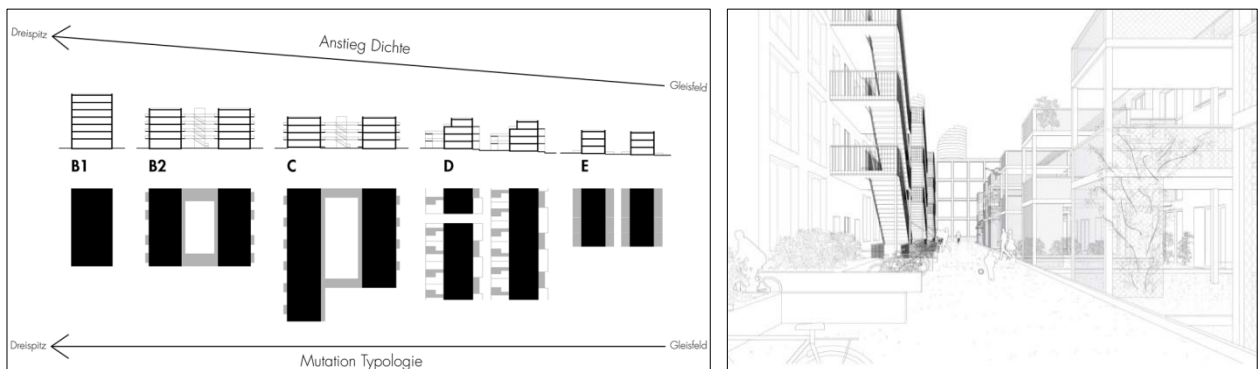 Dreispitz
Anstieg Dichte
Gleisfeld
B1 B2 C D E
Dreispitz
Mutation Typologie
Gleisfeld